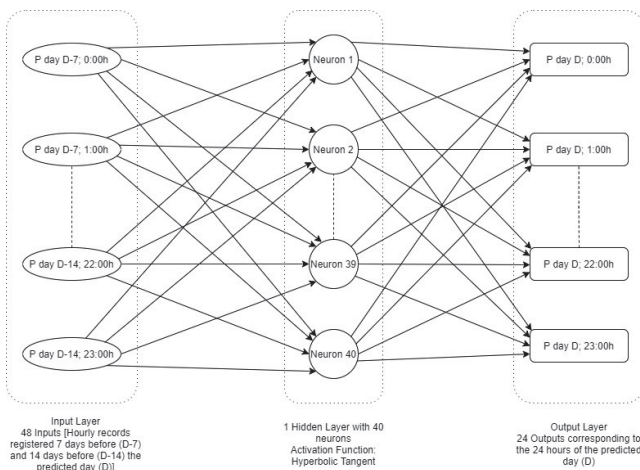 P day D-7; 0:00h
Neuron 1
P day D; 0:00h
P day D-7; 1:00h
Neuron 2
P day D; 1:00h
P day D-14; 22:00h
Neuron 39
P day D; 22:00h
P day D-14; 23:00h
Neuron 40
P day D; 23:00h
Input Layer
48 Inputs [Hourly records
registered 7 days before (D-7)
and 14 days before (D-14) the
predicted day (D)]
1 Hidden Layer with 40
neurons
Activation Function:
Hyperbolic Tangent
Output Layer
24 Outputs corresponding to
the 24 hours of the predicted
day (D)